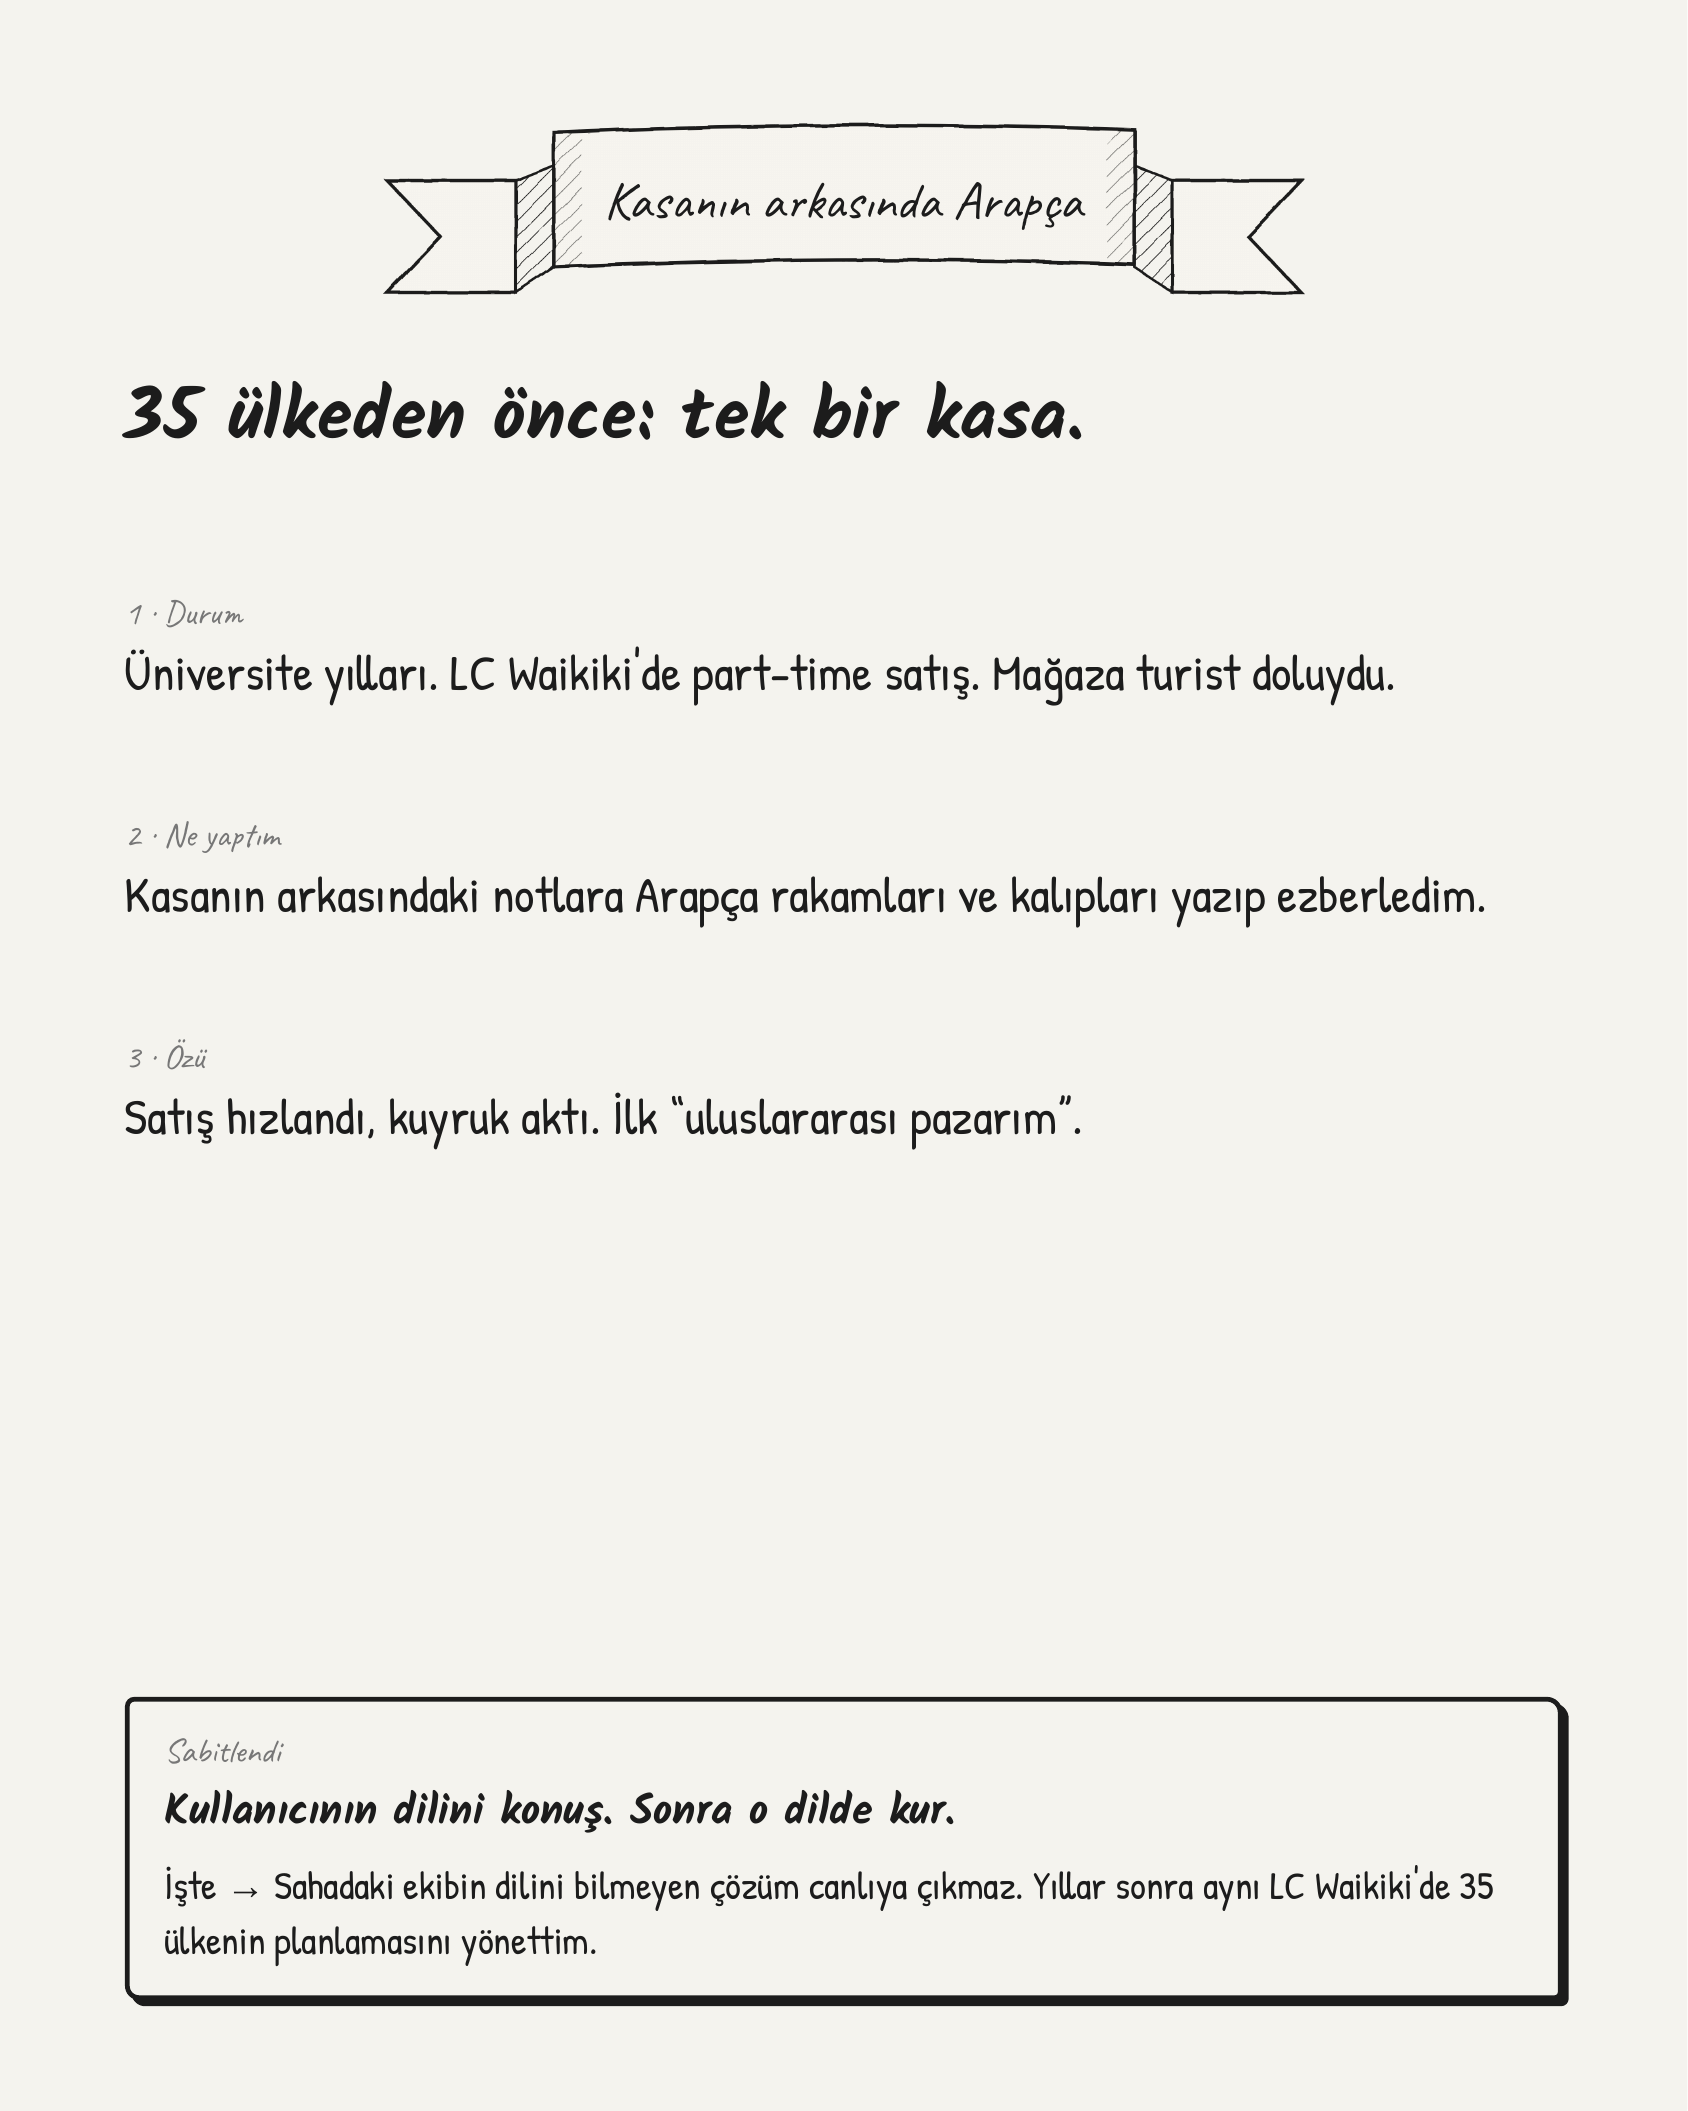 Kasanın arkasında Arapça
35 ülkeden önce: tek bir kasa.
1 · Durum
Üniversite yılları. LC Waikiki'de part-time satış. Mağaza turist doluydu.
2 · Ne yaptım
Kasanın arkasındaki notlara Arapça rakamları ve kalıpları yazıp ezberledim.
3 · Özü
Satış hızlandı, kuyruk aktı. İlk “uluslararası pazarım”.
Sabitlendi
Kullanıcının dilini konuş. Sonra o dilde kur.
İşte → Sahadaki ekibin dilini bilmeyen çözüm canlıya çıkmaz. Yıllar sonra aynı LC Waikiki'de 35
ülkenin planlamasını yönettim.